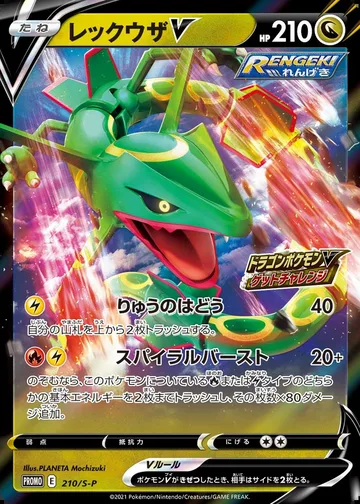 たね
レックウザV
HP 210
RENGEKI
れんげき
ドラゴンポケモンV
ゲットチャレンジ
りゅうのはどう 40
自分の山札を上から2枚トラッシュする。
スパイラルバースト 20+
のぞむなら、このポケモンについている🔥または⚡タイプのどちら
かの基本エネルギーを2枚までトラッシュし、その枚数×80ダメー
ジ追加。
弱点 抵抗力 にげる
Illus.PLANETA Mochizuki
PROMO E 210/S-P
Vルール
ポケモンVがきぜつしたとき、相手はサイドを2枚とる。
©2021 Pokémon/Nintendo/Creatures/GAME FREAK.